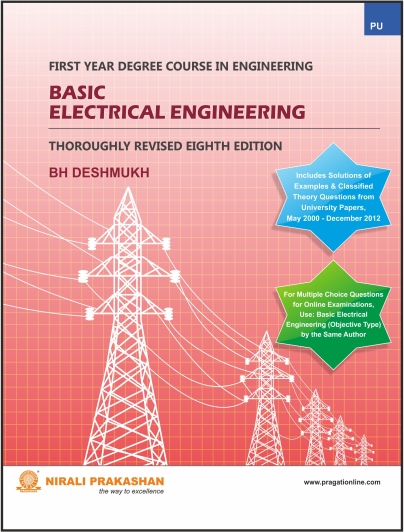 PU
FIRST YEAR DEGREE COURSE IN ENGINEERING
BASIC
ELECTRICAL ENGINEERING
THOROUGHLY REVISED EIGHTH EDITION
BH DESHMUKH
Includes Solutions of
Examples & Classified
Theory Questions from
University Papers,
May 2000 - December 2012
For Multiple Choice Questions
for Online Examinations,
Use: Basic Electrical
Engineering (Objective Type)
by the Same Author
NIRALI PRAKASHAN
the way to excellence
www.pragationline.com